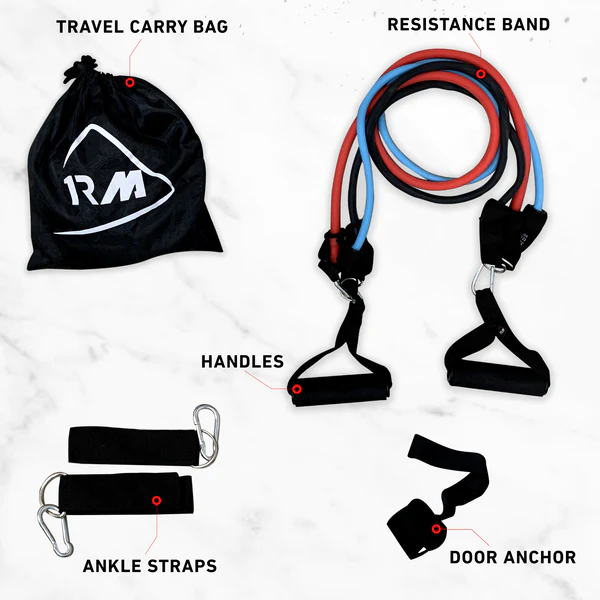 TRAVEL CARRY BAG
RESISTANCE BAND
1RM
HANDLES
ANKLE STRAPS
DOOR ANCHOR